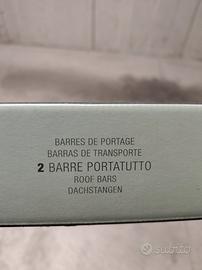 BARRES DE PORTAGE
BARRAS DE TRANSPORTE
2 BARRE PORTATUTTO
ROOF BARS
DACHSTANGEN
subito